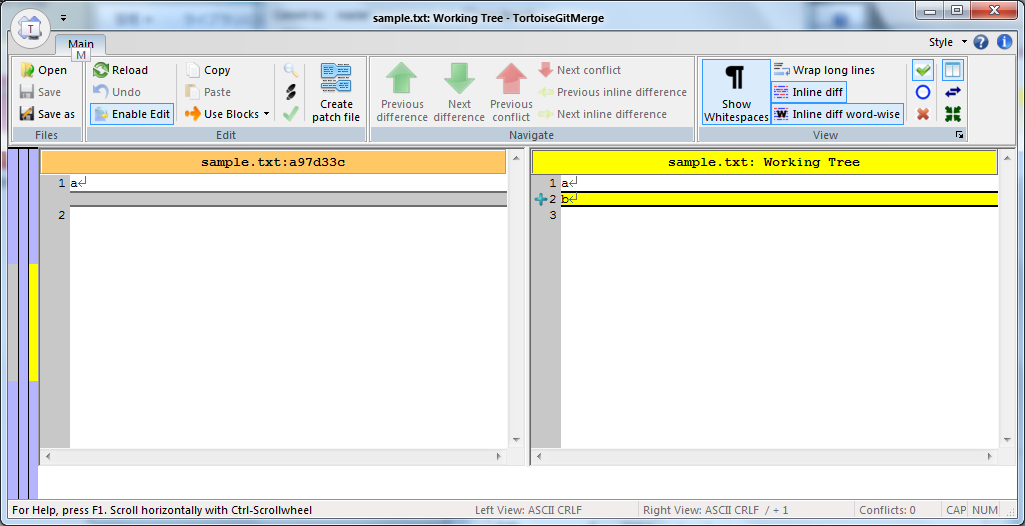 sample.txt: Working Tree - TortoiseGitMerge
T
Main
M
Style
Open
Save
Save as
Files
Reload
Undo
Enable Edit
Copy
Paste
Use Blocks
Edit
Create patch file
Previous difference
Next difference
Previous conflict
Next conflict
Previous inline difference
Next inline difference
Navigate
Show Whitespaces
Wrap long lines
Inline diff
Inline diff word-wise
View
sample.txt:a97d33c
1 a↵
2
sample.txt: Working Tree
1 a↵
2 b↵
3
For Help, press F1. Scroll horizontally with Ctrl-Scrollwheel
Left View: ASCII CRLF
Right View: ASCII CRLF / + 1
Conflicts: 0
CAP NUM